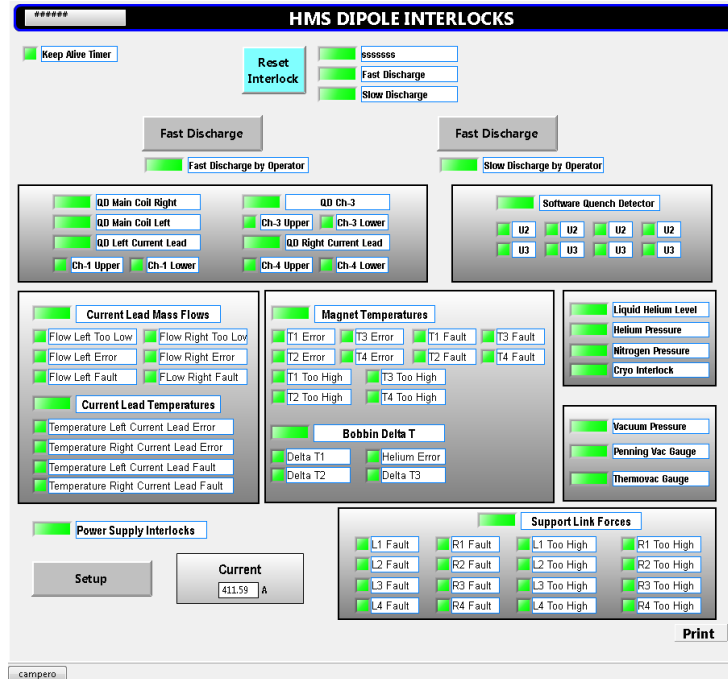 ######
HMS DIPOLE INTERLOCKS
Keep Alive Timer
Reset
Interlock
sssssss
Fast Discharge
Slow Discharge
Fast Discharge
Fast Discharge
Fast Discharge by Operator
Slow Discharge by Operator
QD Main Coil Right
QD Main Coil Left
QD Left Current Lead
Ch-1 Upper
Ch-1 Lower
QD Ch-3
Ch-3 Upper
Ch-3 Lower
QD Right Current Lead
Ch-4 Upper
Ch-4 Lower
Software Quench Detector
U2 U2 U2 U2
U3 U3 U3 U3
Current Lead Mass Flows
Flow Left Too Low
Flow Right Too Low
Flow Left Error
Flow Right Error
Flow Left Fault
FLow Right Fault
Current Lead Temperatures
Temperature Left Current Lead Error
Temperature Right Current Lead Error
Temperature Left Current Lead Fault
Temperature Right Current Lead Fault
Magnet Temperatures
T1 Error T3 Error T1 Fault T3 Fault
T2 Error T4 Error T2 Fault T4 Fault
T1 Too High T3 Too High
T2 Too High T4 Too High
Bobbin Delta T
Delta T1 Helium Error
Delta T2 Delta T3
Liquid Helium Level
Helium Pressure
Nitrogen Pressure
Cryo Interlock
Vacuum Pressure
Penning Vac Gauge
Thermovac Gauge
Power Supply Interlocks
Setup
Current
411.59 A
Support Link Forces
L1 Fault R1 Fault L1 Too High R1 Too High
L2 Fault R2 Fault L2 Too High R2 Too High
L3 Fault R3 Fault L3 Too High R3 Too High
L4 Fault R4 Fault L4 Too High R4 Too High
Print
campero